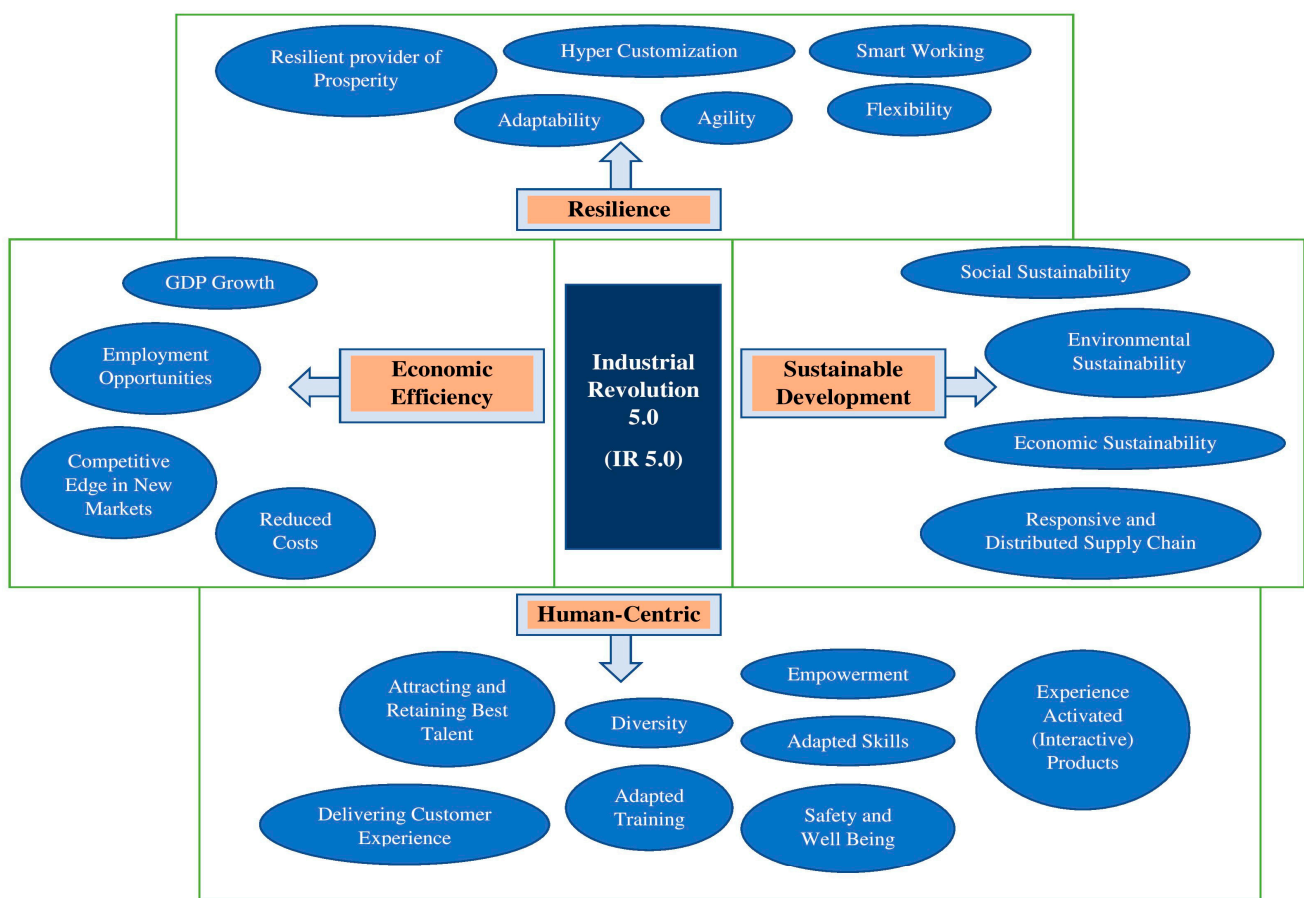 Resilient provider of
Prosperity
Hyper Customization
Smart Working
Adaptability
Agility
Flexibility
Resilience
GDP Growth
Employment
Opportunities
Competitive
Edge in New
Markets
Reduced
Costs
Economic
Efficiency
Industrial
Revolution
5.0
(IR 5.0)
Sustainable
Development
Social Sustainability
Environmental
Sustainability
Economic Sustainability
Responsive and
Distributed Supply Chain
Human-Centric
Attracting and
Retaining Best
Talent
Diversity
Empowerment
Adapted Skills
Experience
Activated
(Interactive)
Products
Delivering Customer
Experience
Adapted
Training
Safety and
Well Being